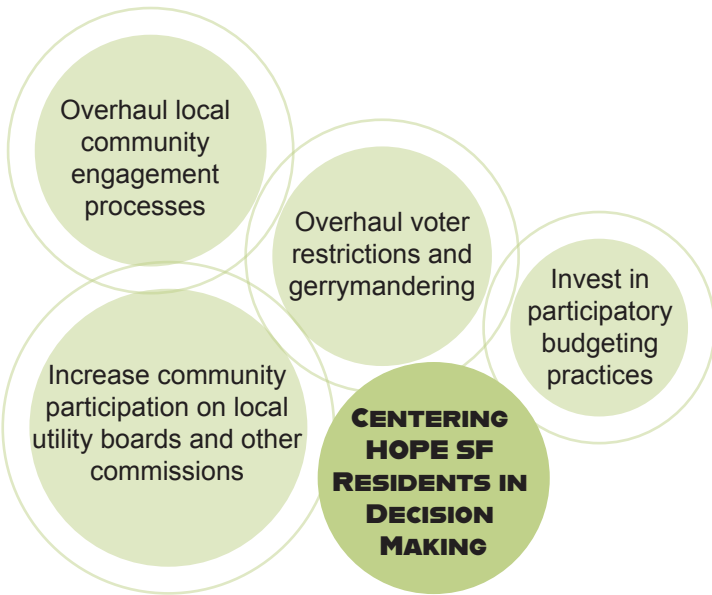 Overhaul local
community
engagement
processes
Overhaul voter
restrictions and
gerrymandering
Invest in
participatory
budgeting
practices
Increase community
participation on local
utility boards and other
commissions
CENTERING
HOPE SF
RESIDENTS IN
DECISION
MAKING